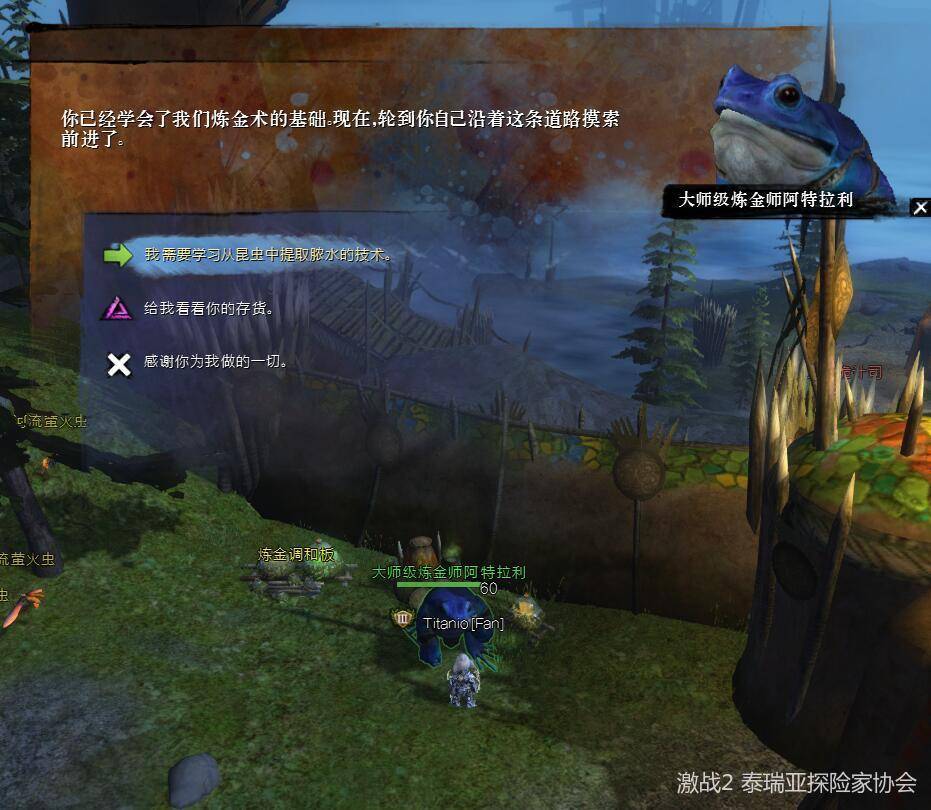 你已经学会了我们炼金术的基础.现在,轮到你自己沿着这条道路摸索
前进了。
大师级炼金师阿特拉利
我需要学习从昆虫中提取脓水的技术。
给我看看你的存货。
感谢你为我做的一切。
流萤火虫
炼金调和板
流萤火虫
虫
大师级炼金师阿特拉利
60
III
Titanio[Fan]
激战2 泰瑞亚探险家协会